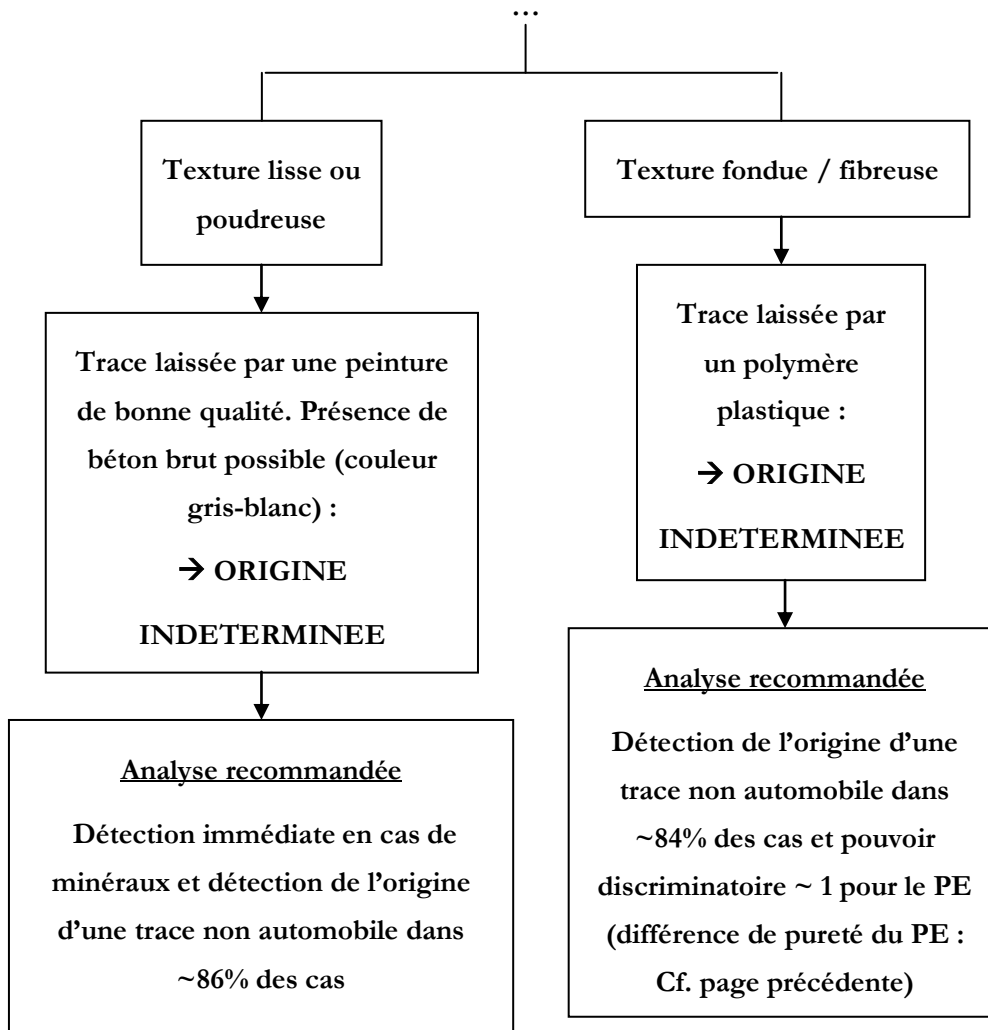 …
Texture lisse ou
poudreuse
Texture fondue / fibreuse
Trace laissée par une peinture
de bonne qualité. Présence de
béton brut possible (couleur
gris-blanc) :
→ ORIGINE
INDETERMINEE
Trace laissée par
un polymère
plastique :
→ ORIGINE
INDETERMINEE
Analyse recommandée
Détection immédiate en cas de
minéraux et détection de l’origine
d’une trace non automobile dans
~86% des cas
Analyse recommandée
Détection de l’origine d’une
trace non automobile dans
~84% des cas et pouvoir
discriminatoire ~ 1 pour le PE
(différence de pureté du PE :
Cf. page précédente)